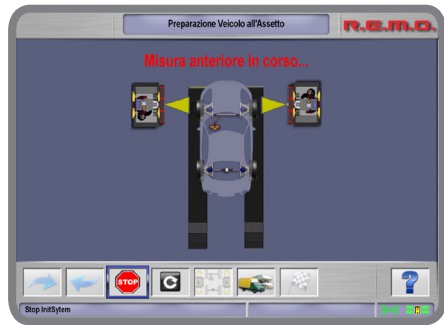 Preparazione Veicolo all'Assetto
R.E.M.O.
Misura anteriore in corso...
STOP
C
?
Stop InitSytem